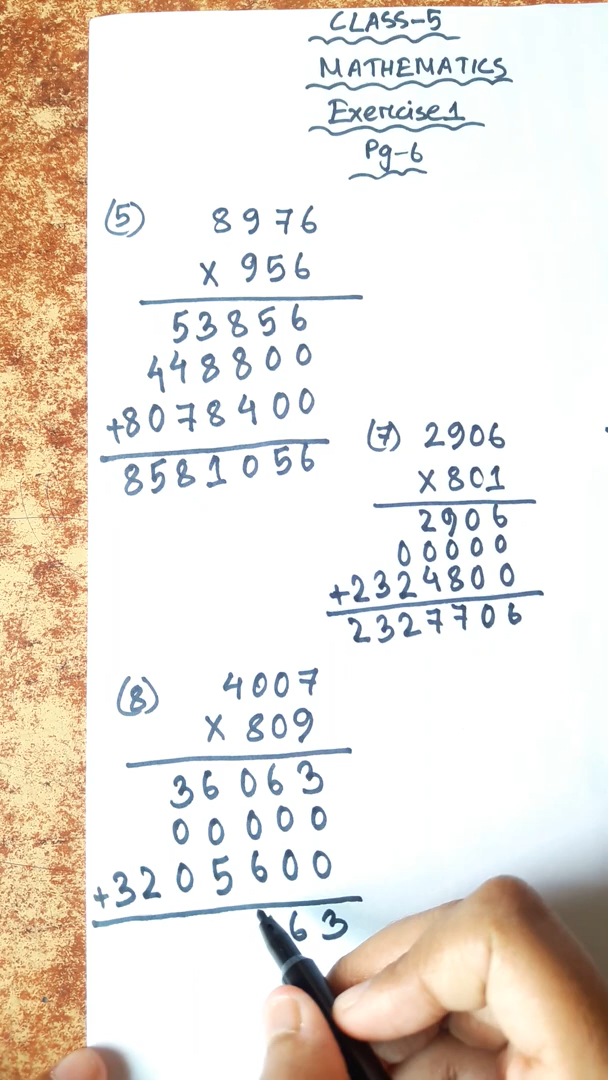 CLASS-5
MATHEMATICS
Exercise 1
Pg-6
(5) 8976
x 956
53856
448800
+8078400
8581056
(7) 2906
x 801
2906
00000
+2324800
2327706
(8) 4007
x 809
36063
00000
+3205600
63